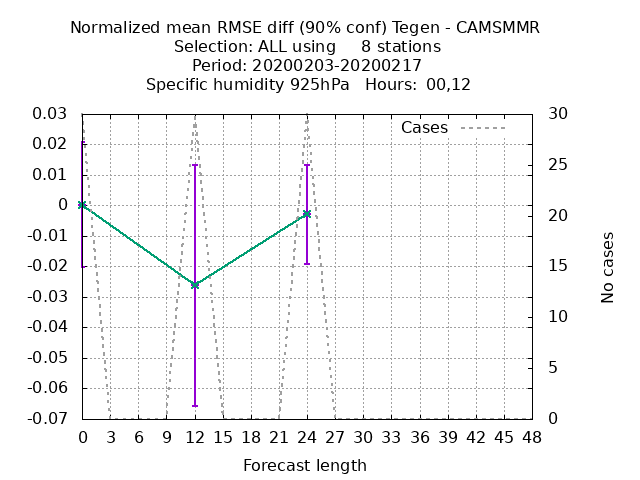 Normalized mean RMSE diff (90% conf) Tegen - CAMSMMR
Selection: ALL using 8 stations
Period: 20200203-20200217
Specific humidity 925hPa Hours: 00,12
Cases
0.03
0.02
0.01
0
-0.01
-0.02
-0.03
-0.04
-0.05
-0.06
-0.07
30
25
20
15
10
5
0
No cases
0 3 6 9 12 15 18 21 24 27 30 33 36 39 42 45 48
Forecast length